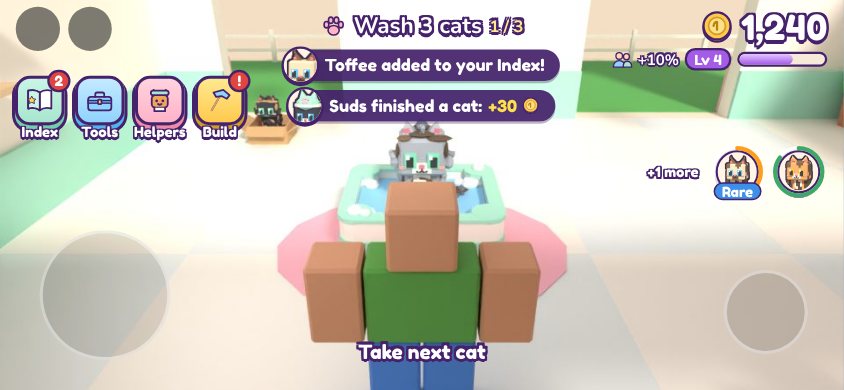 Wash 3 cats 1/3
1,240
Toffee added to your Index!
+10%
Lv 4
2
!
Suds finished a cat: +30
Index
Tools
Helpers
Build
+1 more
Rare
Take next cat